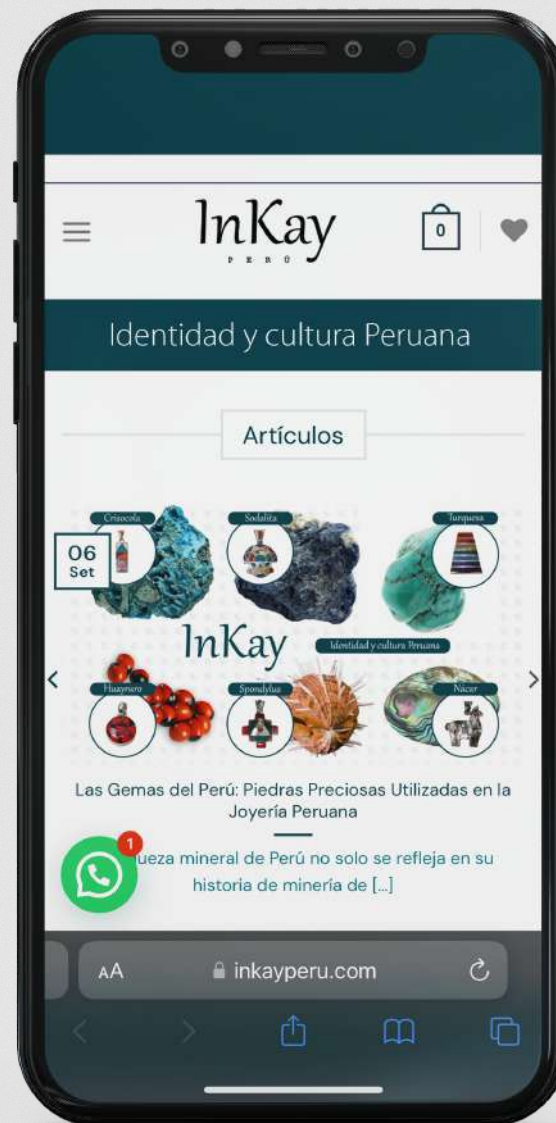 InKay
PERÚ
0
Identidad y cultura Peruana
Artículos
06
Set
Crisocola
Sodalita
Turquesa
InKay
Identidad y cultura Peruana
Huayruro
Spondylus
Nácar
Las Gemas del Perú: Piedras Preciosas Utilizadas en la
Joyería Peruana
1
ueza mineral de Perú no solo se refleja en su
historia de minería de [...]
AA
inkayperu.com